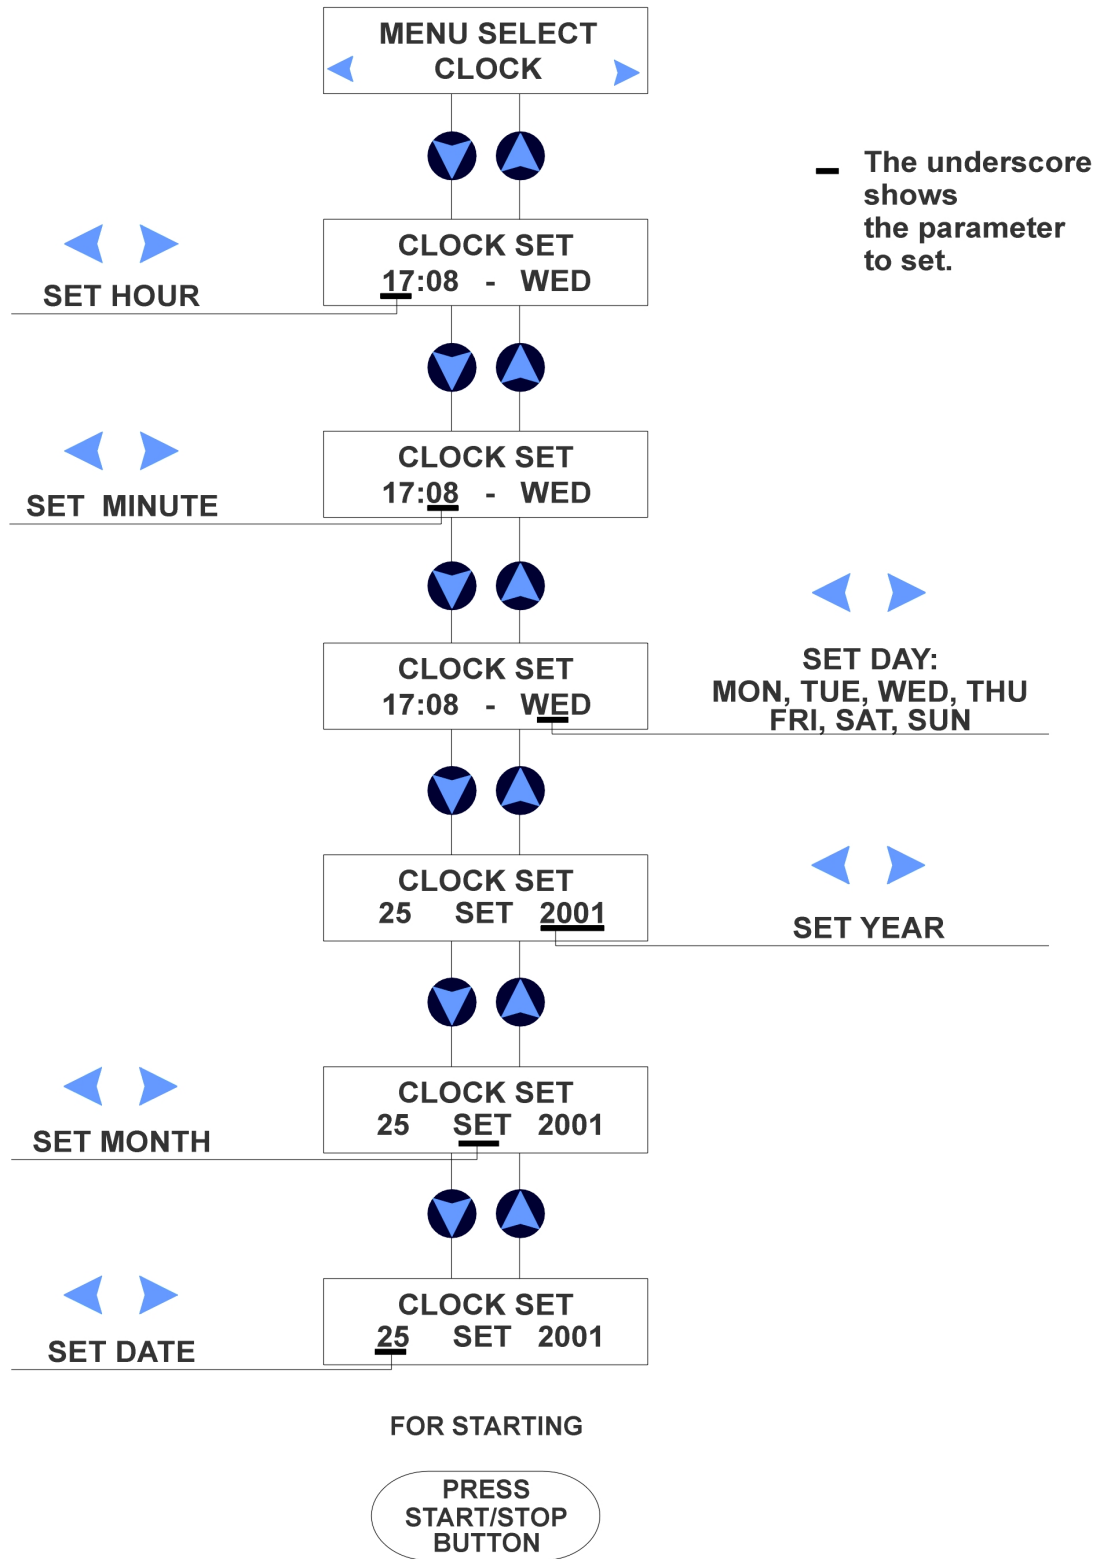 MENU SELECT
CLOCK
The underscore
shows
the parameter
to set.
CLOCK SET
17:08 - WED
SET HOUR
CLOCK SET
17:08 - WED
SET MINUTE
CLOCK SET
17:08 - WED
SET DAY:
MON, TUE, WED, THU
FRI, SAT, SUN
CLOCK SET
25 SET 2001
SET YEAR
CLOCK SET
25 SET 2001
SET MONTH
CLOCK SET
25 SET 2001
SET DATE
FOR STARTING
PRESS
START/STOP
BUTTON